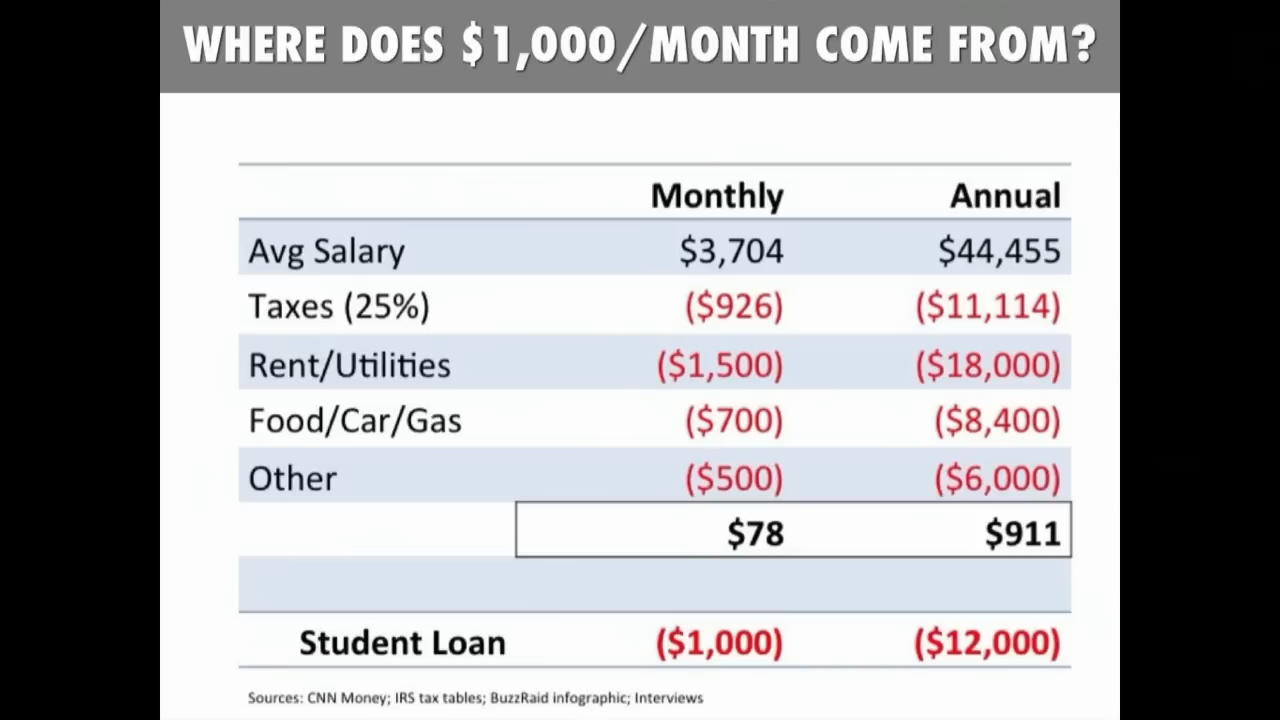 WHERE DOES $1,000/MONTH COME FROM?
Monthly Annual
Avg Salary $3,704 $44,455
Taxes (25%) ($926) ($11,114)
Rent/Utilities ($1,500) ($18,000)
Food/Car/Gas ($700) ($8,400)
Other ($500) ($6,000)
$78 $911
Student Loan ($1,000) ($12,000)
Sources: CNN Money; IRS tax tables; BuzzRaid infographic; Interviews